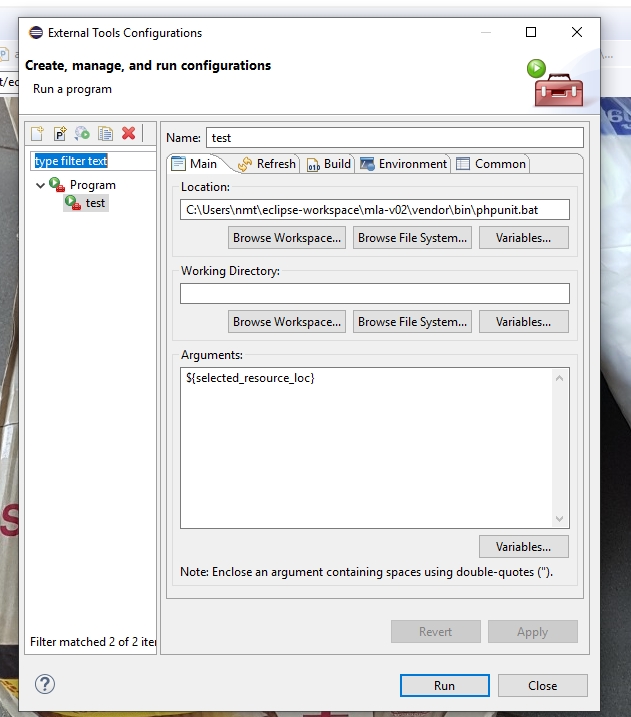 External Tools Configurations
Create, manage, and run configurations
Run a program
type filter text
Program
test
Filter matched 2 of 2 iter
Name: test
Main Refresh Build Environment Common
Location:
C:\Users\nmt\eclipse-workspace\mla-v02\vendor\bin\phpunit.bat
Browse Workspace... Browse File System... Variables...
Working Directory:
Browse Workspace... Browse File System... Variables...
Arguments:
${selected_resource_loc}
Variables...
Note: Enclose an argument containing spaces using double-quotes (").
Revert Apply
Run Close